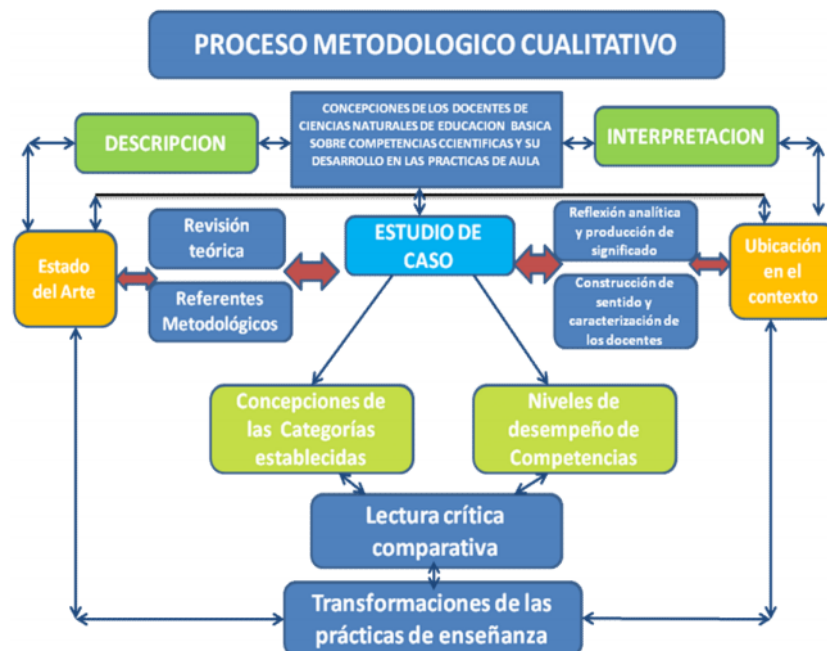 PROCESO METODOLOGICO CUALITATIVO
CONCEPCIONES DE LOS DOCENTES DE
CIENCIAS NATURALES DE EDUCACION BASICA
SOBRE COMPETENCIAS CCIENTIFICAS Y SU
DESARROLLO EN LAS PRACTICAS DE AULA
DESCRIPCION
INTERPRETACION
Estado
del Arte
Revisión
teórica
Referentes
Metodológicos
ESTUDIO DE
CASO
Reflexión analítica
y producción de
significado
Construcción de
sentido y
caracterización de
los docentes
Ubicación
en el
contexto
Concepciones de
las Categorías
establecidas
Niveles de
desempeño de
Competencias
Lectura crítica
comparativa
Transformaciones de las
prácticas de enseñanza